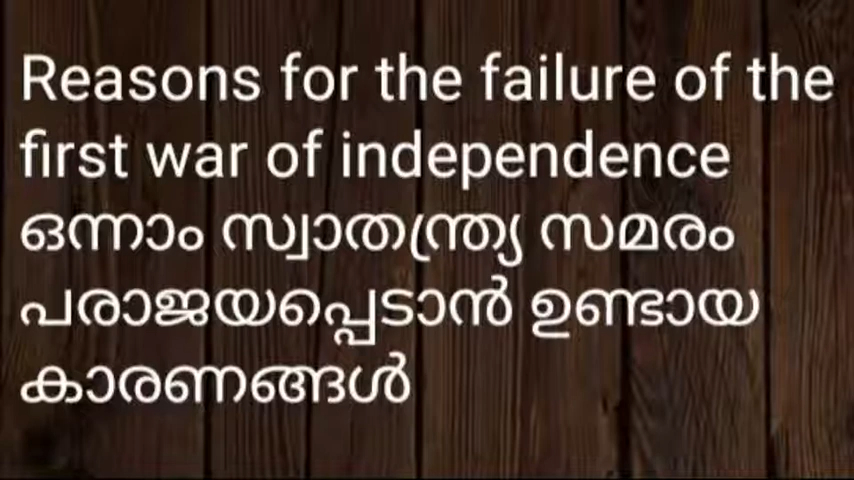 Reasons for the failure of the
first war of independence
ഒന്നാം സ്വാതന്ത്ര്യ സമരം
പരാജയപ്പെടാൻ ഉണ്ടായ
കാരണങ്ങൾ